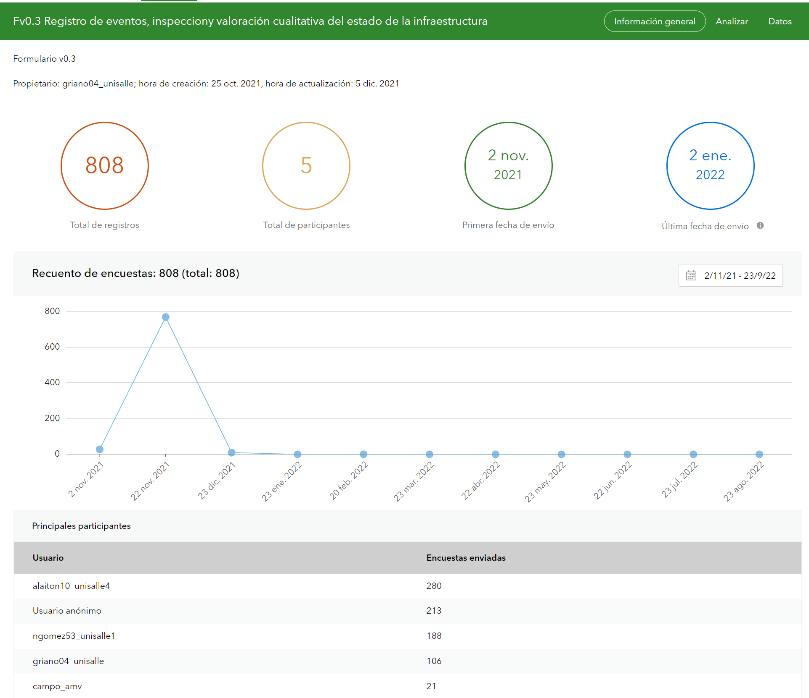 Fv0.3 Registro de eventos, inspecciony valoración cualitativa del estado de la infraestructura
Información general
Analizar
Datos
Formulario v0.3
Propietario: griano04_unisalle; hora de creación: 25 oct. 2021, hora de actualización: 5 dic. 2021
808
5
2 nov.
2021
2 ene.
2022
Total de registros
Total de participantes
Primera fecha de envío
Última fecha de envío
Recuento de encuestas: 808 (total: 808)
2/11/21 - 23/9/22
800
600
400
200
0
2 nov. 2021
22 nov. 2021
23 dic. 2021
23 ene. 2022
20 feb. 2022
23 mar. 2022
22 abr. 2022
23 may. 2022
22 jun. 2022
23 jul. 2022
23 ago. 2022
Principales participantes
Usuario Encuestas enviadas
alaiton10_unisalle4 280
Usuario anónimo 213
ngomez53_unisalle1 188
griano04_unisalle 106
campo_amv 21